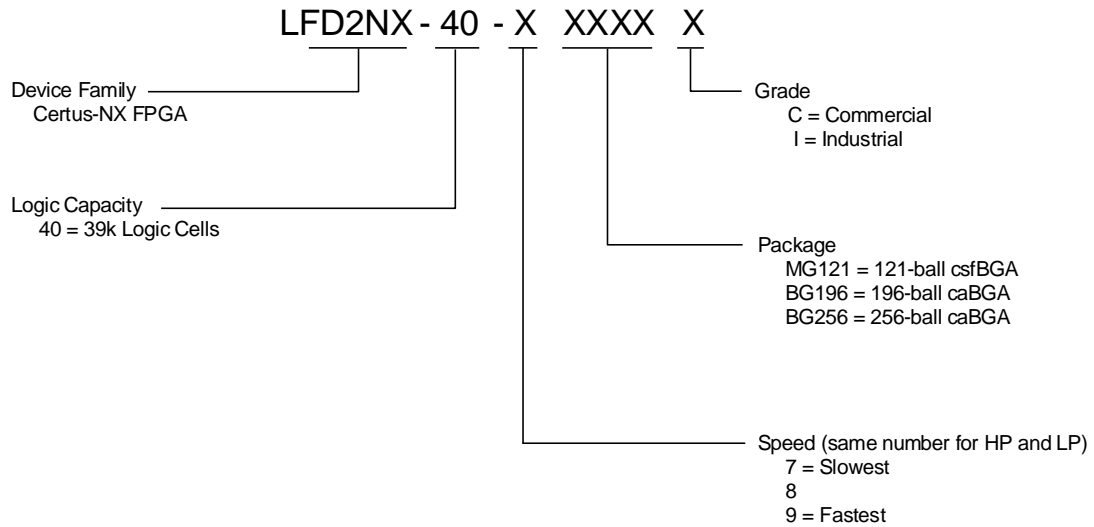 LFD2NX - 40 - X XXXX X
Device Family
Certus-NX FPGA
Logic Capacity
40 = 39k Logic Cells
Grade
C = Commercial
I = Industrial
Package
MG121 = 121-ball csfBGA
BG196 = 196-ball caBGA
BG256 = 256-ball caBGA
Speed (same number for HP and LP)
7 = Slowest
8
9 = Fastest